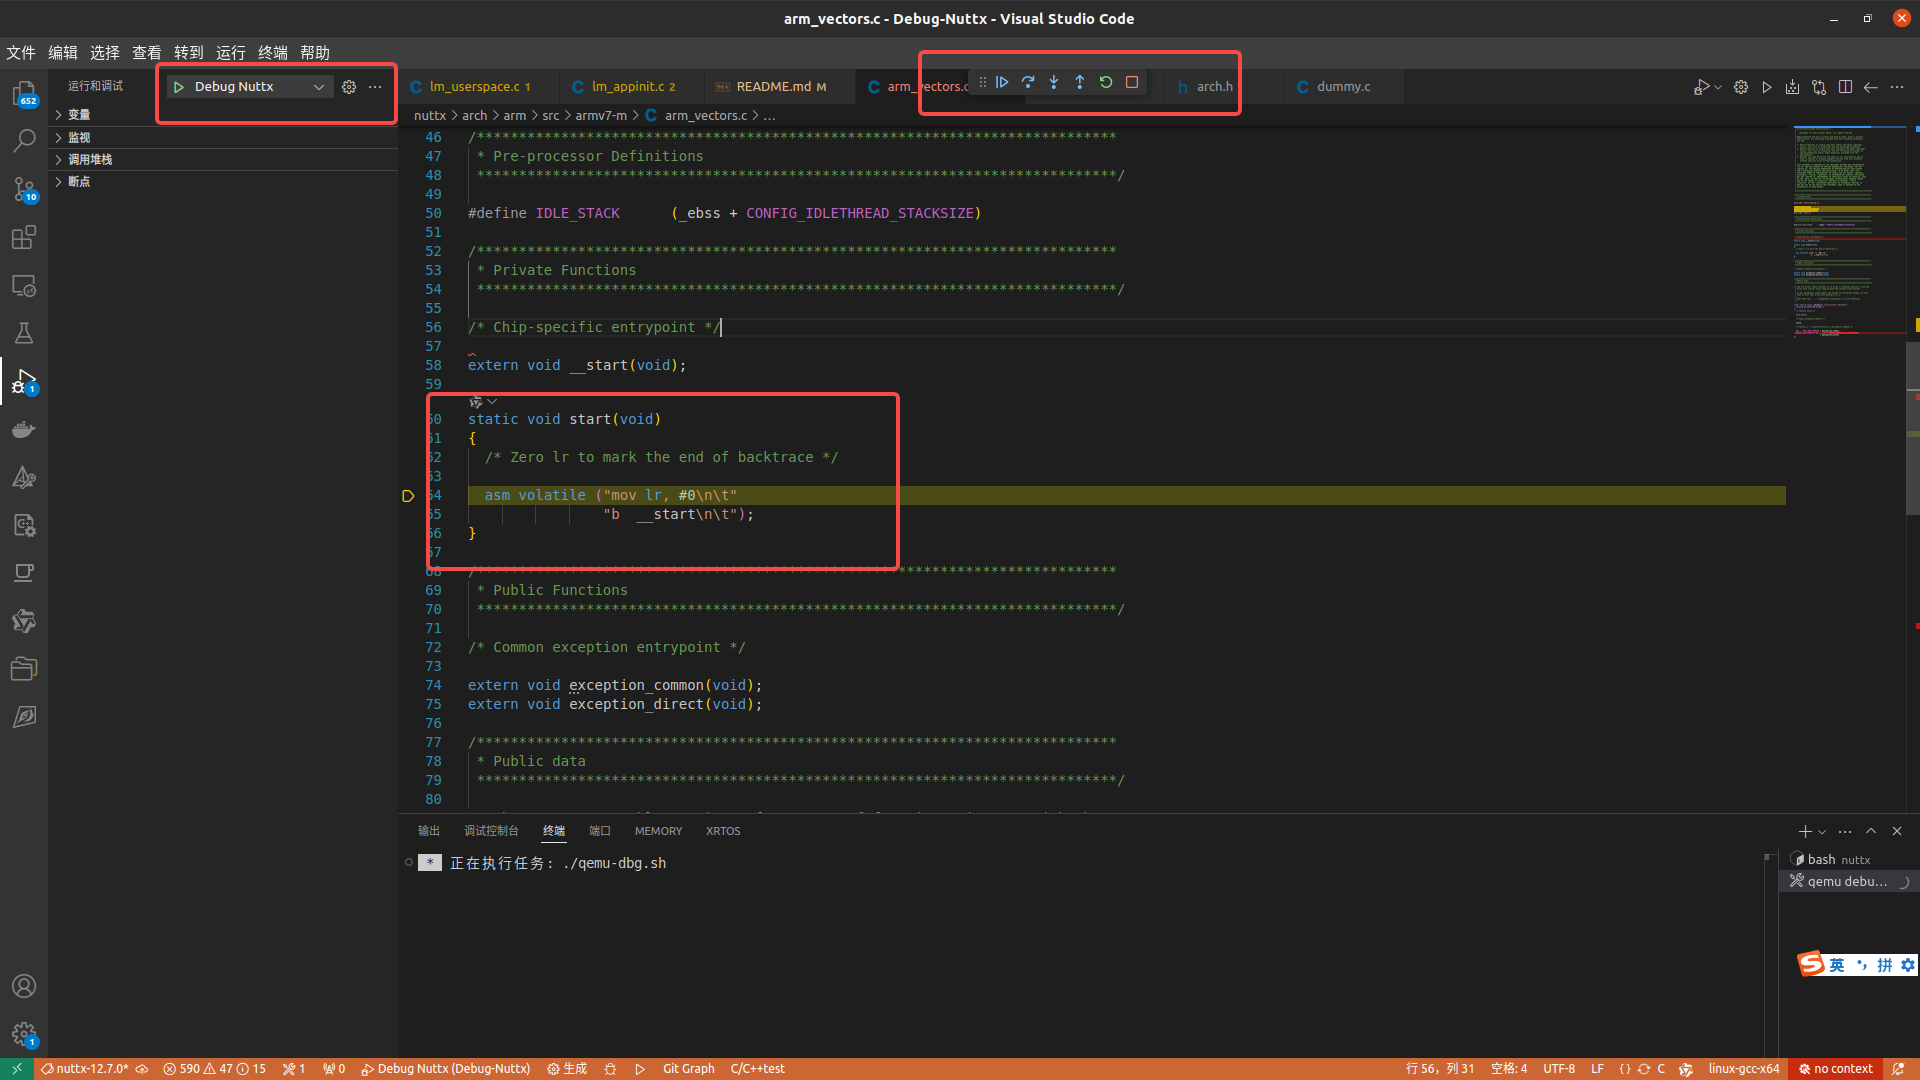 arm_vectors.c - Debug-Nuttx - Visual Studio Code
文件 编辑 选择 查看 转到 运行 终端 帮助
652
运行和调试
Debug Nuttx
lm_userspace.c 1
lm_appinit.c 2
README.md M
arm_vectors.c
arch.h
dummy.c
变量
监视
调用堆栈
断点
10
1
1
nuttx > arch > arm > src > armv7-m > arm_vectors.c > ...
46 /****************************************************************************
47 * Pre-processor Definitions
48 ****************************************************************************/
49
50 #define IDLE_STACK (_ebss + CONFIG_IDLETHREAD_STACKSIZE)
51
52 /****************************************************************************
53 * Private Functions
54 ****************************************************************************/
55
56 /* Chip-specific entrypoint */
57
58 extern void __start(void);
59
60 static void start(void)
61 {
62 /* Zero lr to mark the end of backtrace */
63
64 asm volatile ("mov lr, #0\n\t"
65 "b __start\n\t");
66 }
67
68 /****************************************************************************
69 * Public Functions
70 ****************************************************************************/
71
72 /* Common exception entrypoint */
73
74 extern void exception_common(void);
75 extern void exception_direct(void);
76
77 /****************************************************************************
78 * Public data
79 ****************************************************************************/
80
输出 调试控制台 终端 端口 MEMORY XRTOS
* 正在执行任务: ./qemu-dbg.sh
bash nuttx
qemu debu...
英 拼
nuttx-12.7.0* 590 47 15 1 0 Debug Nuttx (Debug-Nuttx) 生成 Git Graph C/C++test
行 56, 列 31 空格: 4 UTF-8 LF {} C linux-gcc-x64 no context